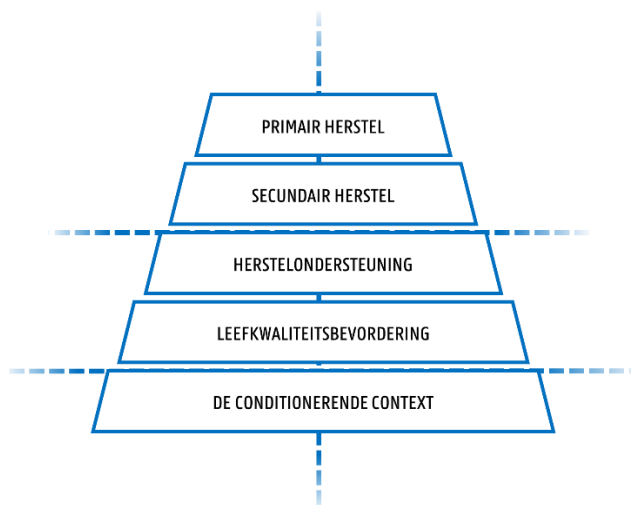 PRIMAIR HERSTEL
SECUNDAIR HERSTEL
HERSTELONDERSTEUNING
LEEFKWALITEITSBEVORDERING
DE CONDITIONERENDE CONTEXT